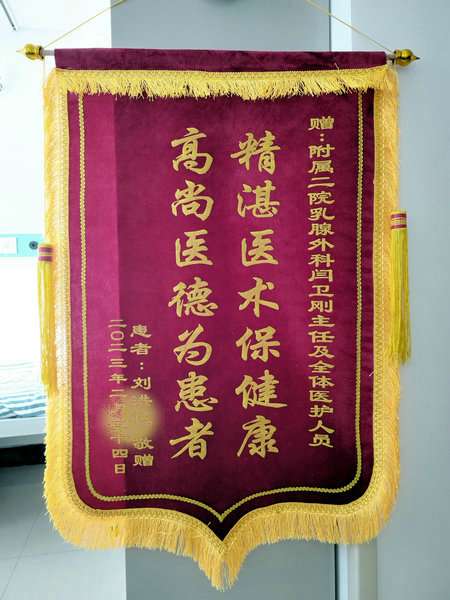 赠：附属二院乳腺外科闫卫刚主任及全体医护人员
精湛医术保健康
高尚医德为患者
患者：刘 敬赠
二〇二三年二 十四日